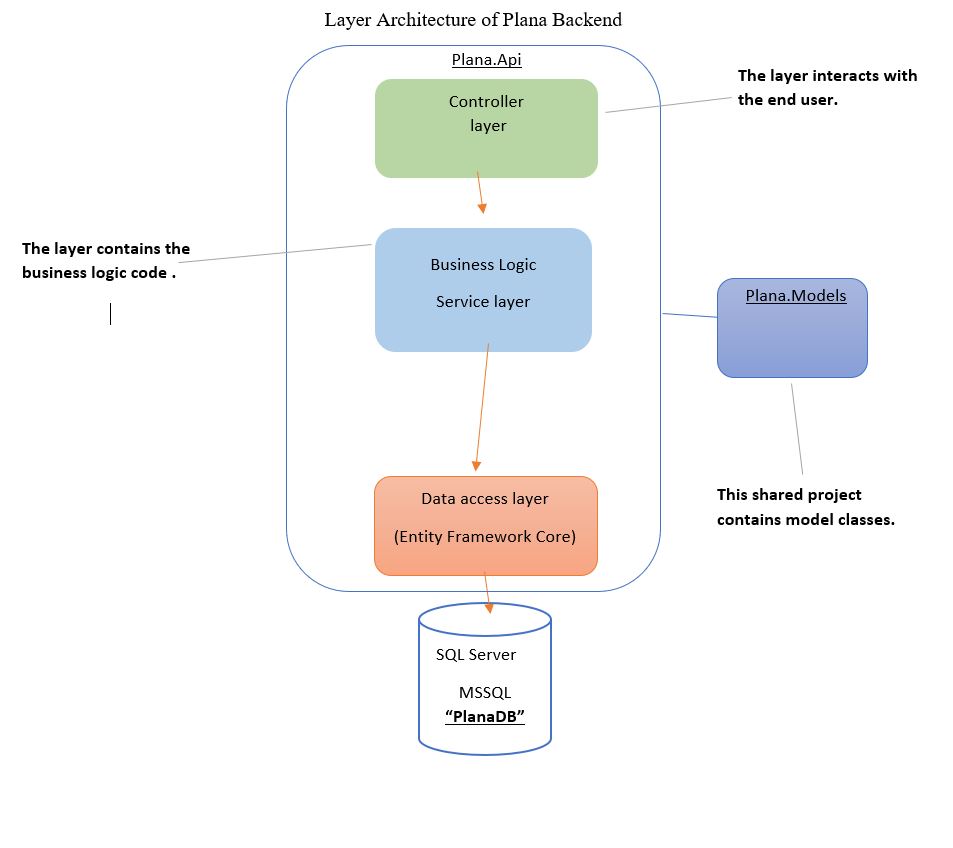 Layer Architecture of Plana Backend
Plana.Api
Controller
layer
The layer interacts with
the end user.
The layer contains the
business logic code .
Business Logic
Service layer
Plana.Models
This shared project
contains model classes.
Data access layer
(Entity Framework Core)
SQL Server
MSSQL
“PlanaDB”